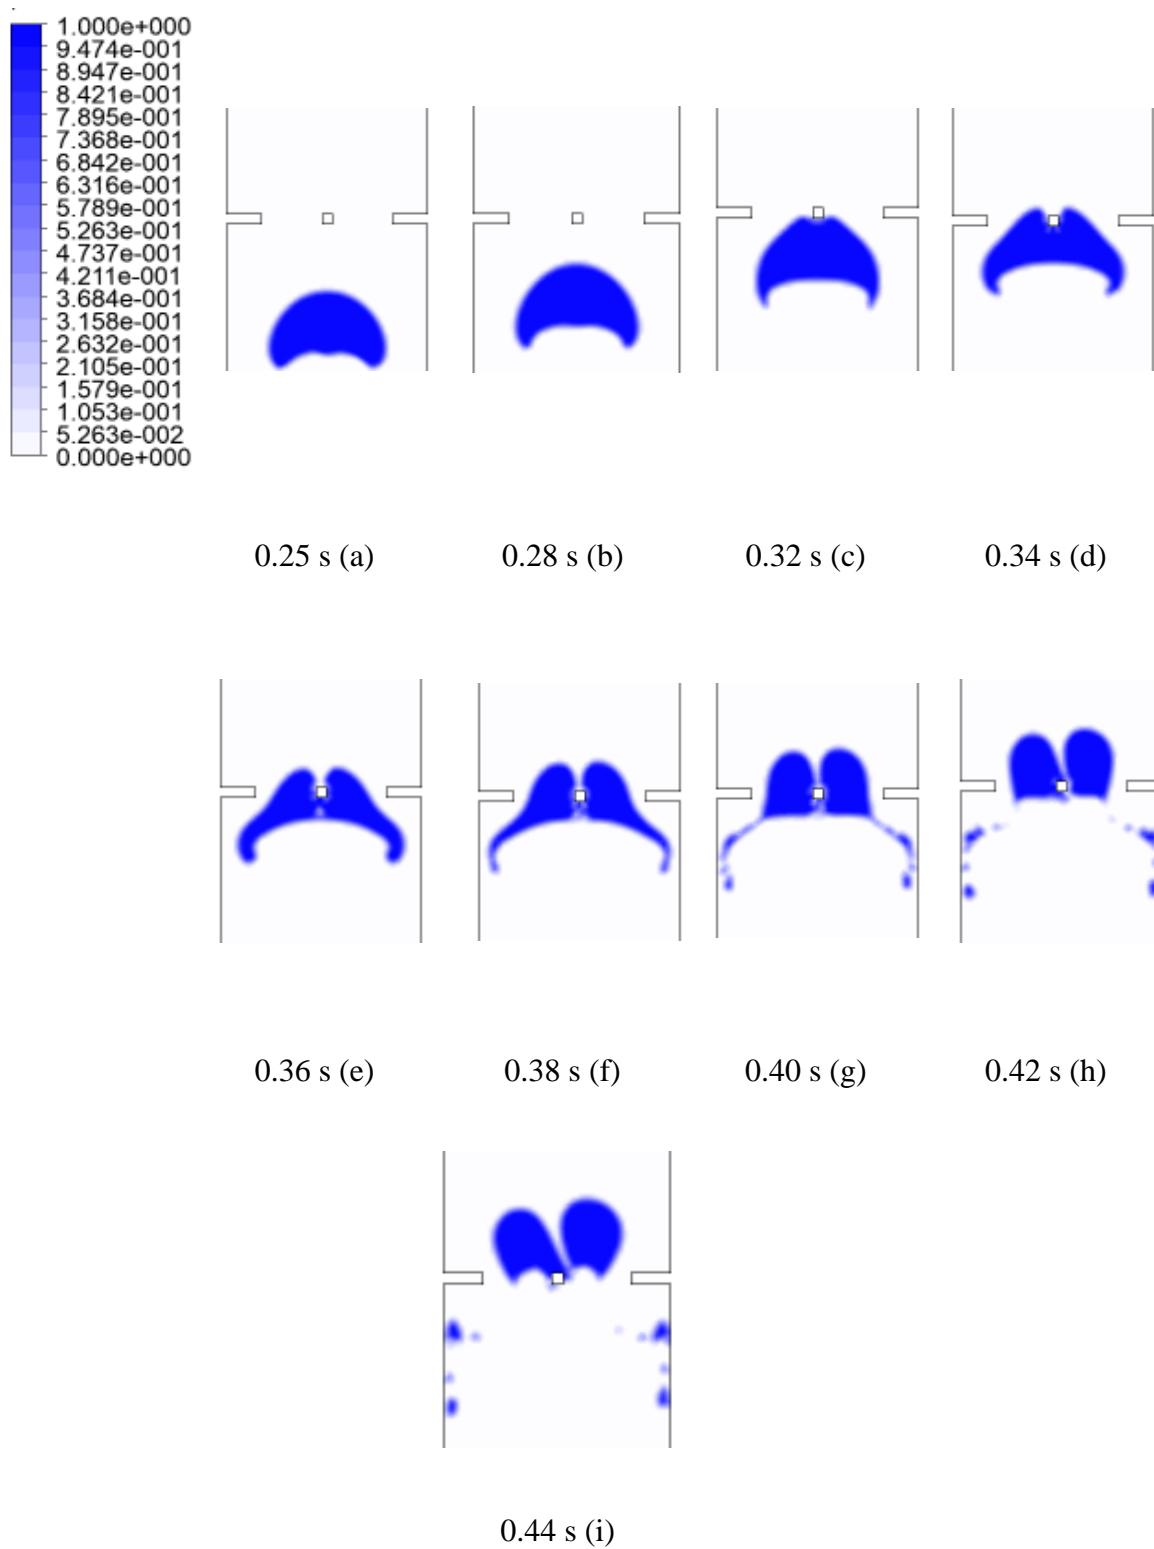 1.000e+000
9.474e-001
8.947e-001
8.421e-001
7.895e-001
7.368e-001
6.842e-001
6.316e-001
5.789e-001
5.263e-001
4.737e-001
4.211e-001
3.684e-001
3.158e-001
2.632e-001
2.105e-001
1.579e-001
1.053e-001
5.263e-002
0.000e+000
0.25 s (a) 0.28 s (b) 0.32 s (c) 0.34 s (d)
0.36 s (e) 0.38 s (f) 0.40 s (g) 0.42 s (h)
0.44 s (i)